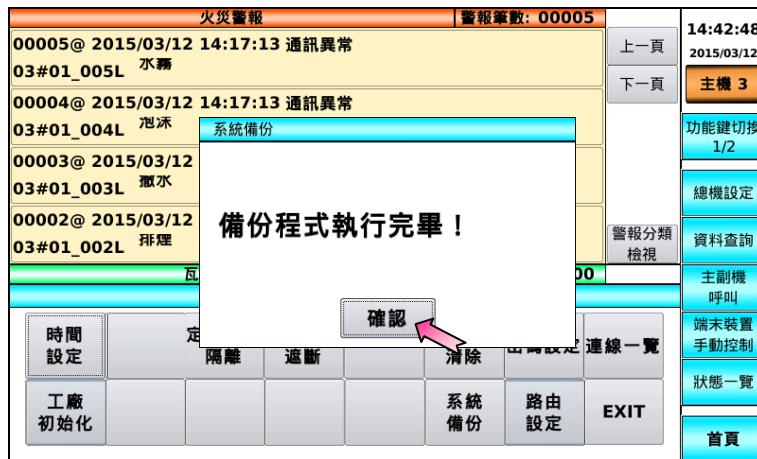 火災警報 警報筆數: 00005
00005@ 2015/03/12 14:17:13 通訊異常
03#01_005L 水霧
00004@ 2015/03/12 14:17:13 通訊異常
03#01_004L 泡沫
00003@ 2015/03/12
03#01_003L 撒水
00002@ 2015/03/12
03#01_002L 排煙
上一頁
下一頁
警報分類
檢視
系統備份
備份程式執行完畢！
確認
瓦
00
時間
設定
定
隔離
遮斷
清除
連線一覽
工廠
初始化
系統
備份
路由
設定
EXIT
14:42:48
2015/03/12
主機 3
功能鍵切換
1/2
總機設定
資料查詢
主副機
呼叫
端末裝置
手動控制
狀態一覽
首頁